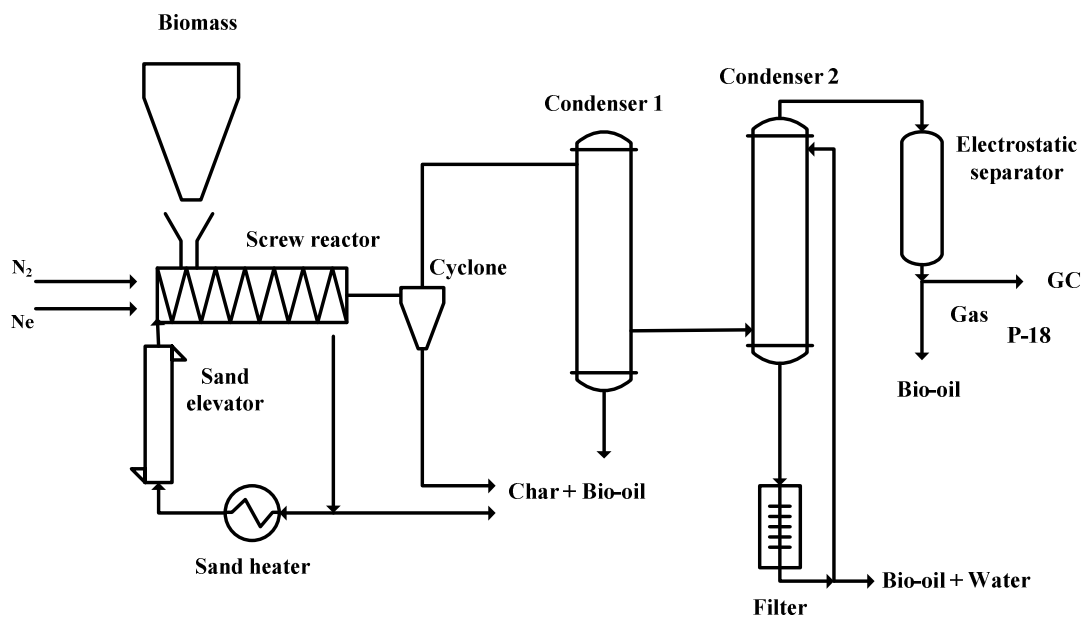 Biomass
Condenser 2
Condenser 1
Electrostatic
separator
Screw reactor
Cyclone
N₂
Ne
GC
Gas
P-18
Sand
elevator
Bio-oil
Char + Bio-oil
Sand heater
Bio-oil + Water
Filter